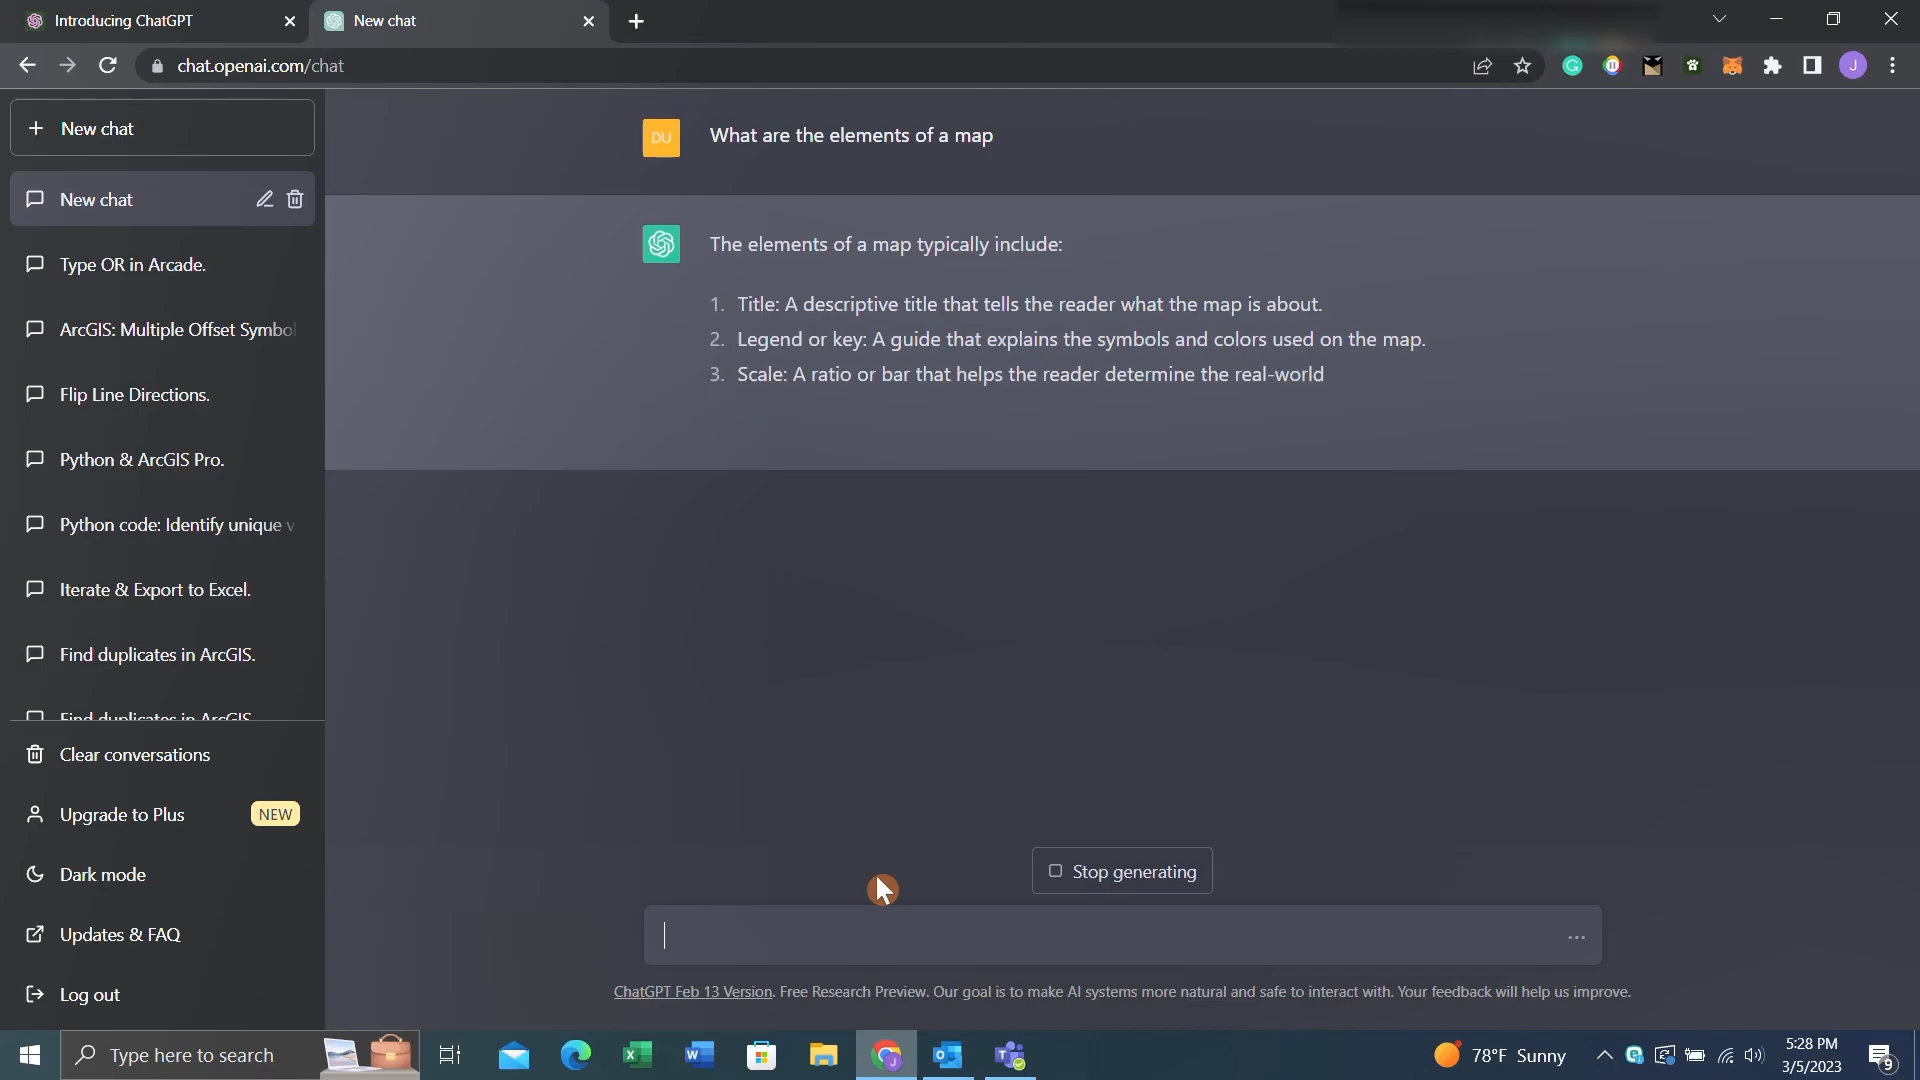 Introducing ChatGPT
New chat
chat.openai.com/chat
J
New chat
New chat
Type OR in Arcade.
ArcGIS: Multiple Offset Symbol
Flip Line Directions.
Python & ArcGIS Pro.
Python code: Identify unique v
Iterate & Export to Excel.
Find duplicates in ArcGIS.
Find duplicates in ArcGIS
Clear conversations
Upgrade to Plus NEW
Dark mode
Updates & FAQ
Log out
DU What are the elements of a map
The elements of a map typically include:
1. Title: A descriptive title that tells the reader what the map is about.
2. Legend or key: A guide that explains the symbols and colors used on the map.
3. Scale: A ratio or bar that helps the reader determine the real-world
Stop generating
ChatGPT Feb 13 Version. Free Research Preview. Our goal is to make AI systems more natural and safe to interact with. Your feedback will help us improve.
Type here to search
78°F Sunny
5:28 PM
3/5/2023
9